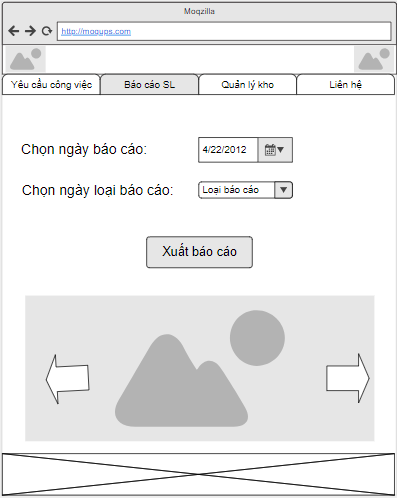 Moqzilla
http://moqups.com
Yêu cầu công việc
Báo cáo SL
Quản lý kho
Liên hệ
Chọn ngày báo cáo:
4/22/2012
Chọn ngày loại báo cáo:
Loại báo cáo
Xuất báo cáo